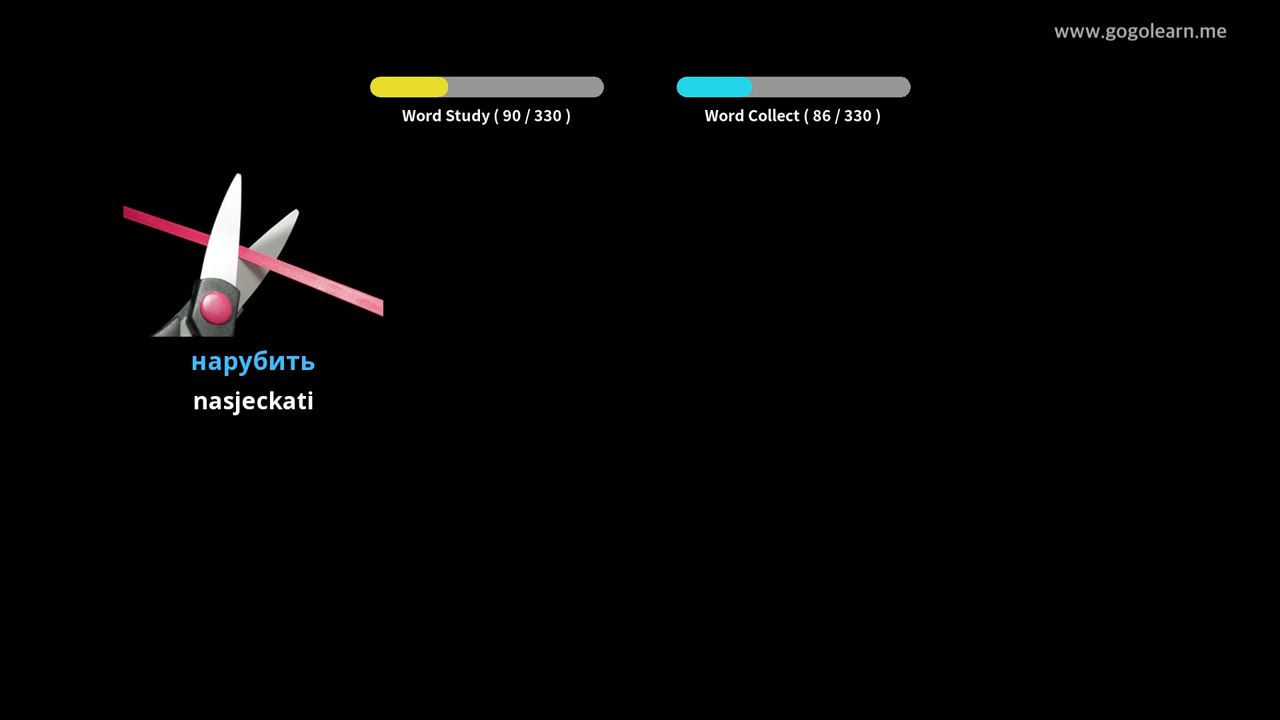 www.gogolearn.me
Word Study ( 90 / 330 )
Word Collect ( 86 / 330 )
нарубить
nasjeckati